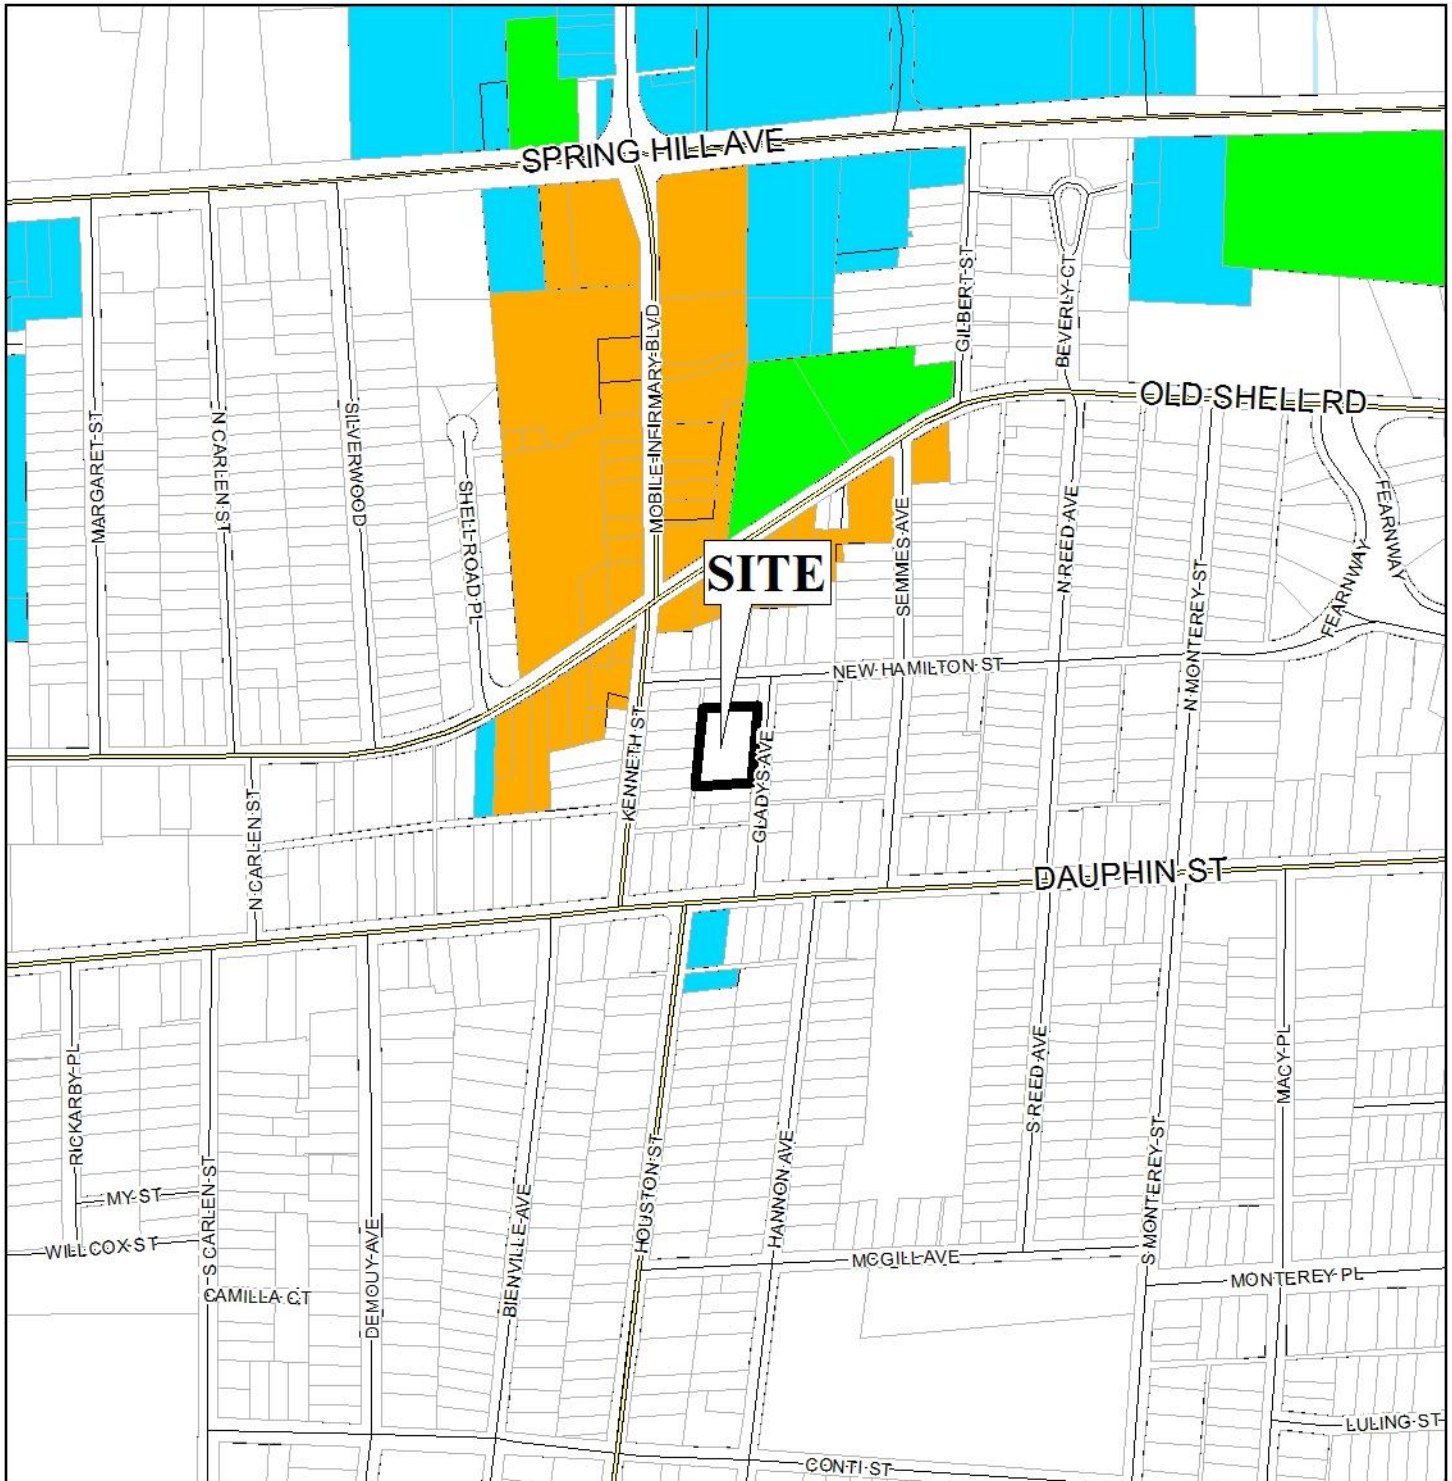 SPRING HILL AVE
MARGARET ST
N CARLEN ST
SILVERWOOD
SHELL ROAD PL
MOBILE INFIRMARY BLVD
GILBERT ST
BEVERLY CT
OLD SHELL RD
SEMMES AVE
N REED AVE
N MONTEREY ST
FEARNWAY
FEARNWAY
SITE
NEW HAMILTON ST
KENNETH ST
GLADYS AVE
N CARLEN ST
DAUPHIN ST
RICKARBY PL
MY ST
WILLCOX ST
S CARLEN ST
CAMILLA CT
DEMOUY AVE
BIENVILLE AVE
HOUSTON ST
HANNON AVE
S REED AVE
S MONTEREY ST
MACY PL
MCGILL AVE
MONTEREY PL
LULING ST
CONTI ST